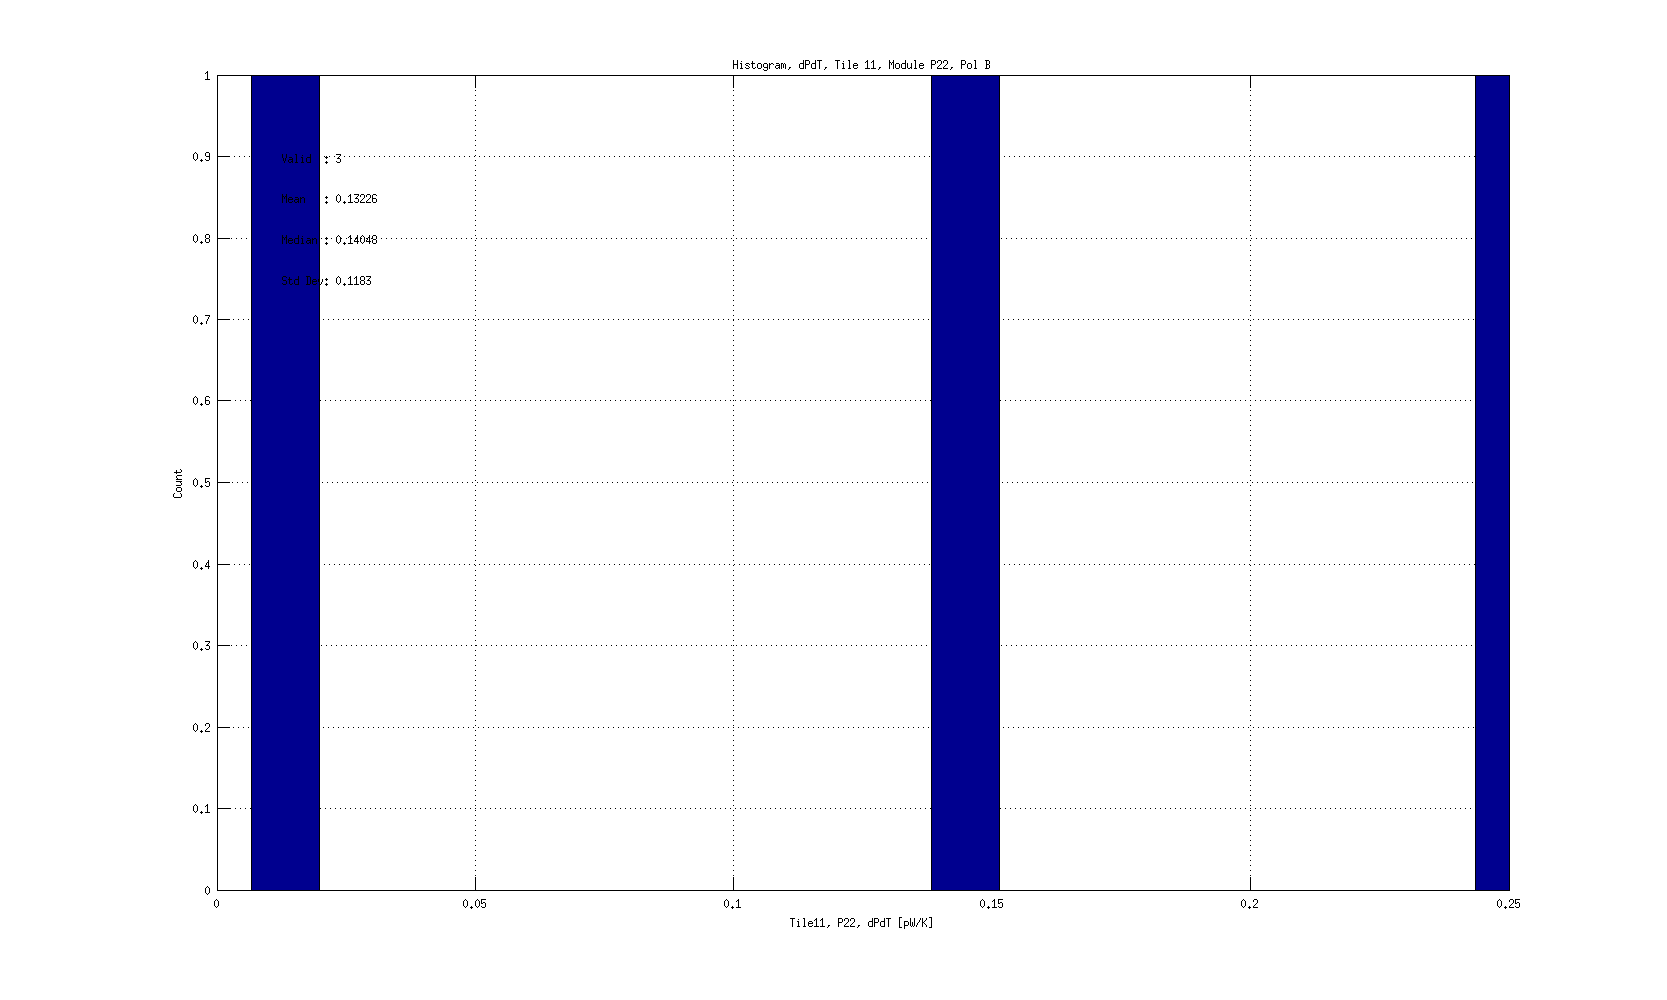 Histogram, dPdT, Tile 11, Module P22, Pol B
1
0.9
0.8
0.7
0.6
0.5
0.4
0.3
0.2
0.1
0
Valid : 3
Mean : 0.13226
Median : 0.14048
Std Dev: 0.1183
Count
0
0.05
0.1
0.15
0.2
0.25
Tile11, P22, dPdT [pW/K]